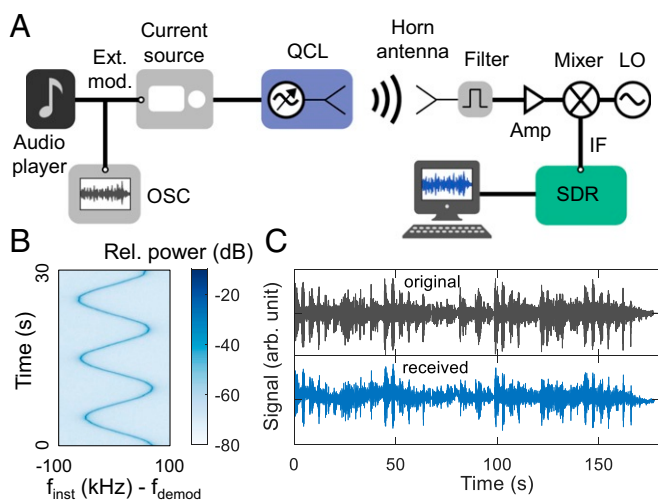 A
Current
source
Ext.
mod.
QCL
Horn
antenna
Filter
Mixer
LO
Amp
IF
Audio
player
OSC
SDR
B
Rel. power (dB)
30
Time (s)
0
-100
100
f_inst (kHz) - f_demod
-20
-40
-60
-80
C
original
received
Signal (arb. unit)
0
50
100
150
Time (s)